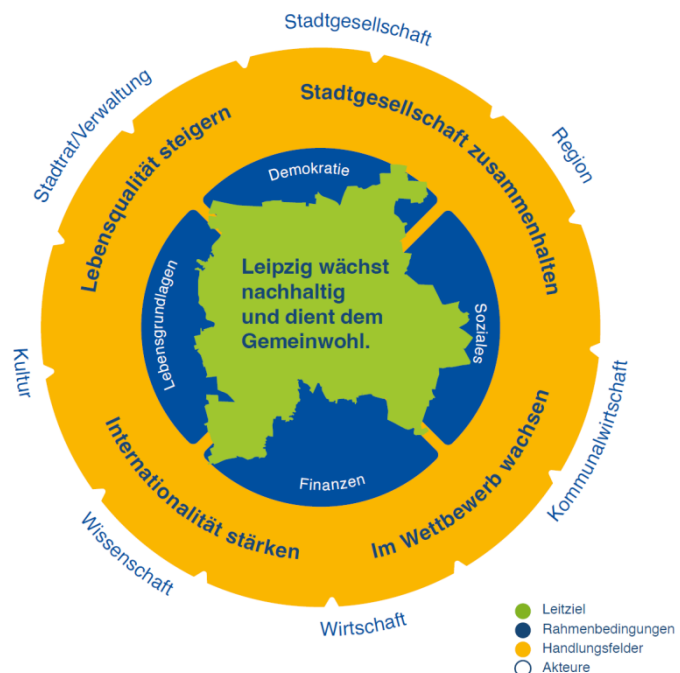 Stadtgesellschaft
Stadtrat/Verwaltung
Region
Kultur
Kommunalwirtschaft
Wissenschaft
Wirtschaft
Lebensqualität steigern
Stadtgesellschaft zusammenhalten
Internationalität stärken
Im Wettbewerb wachsen
Demokratie
Lebensgrundlagen
Soziales
Finanzen
Leipzig wächst
nachhaltig
und dient dem
Gemeinwohl.
Leitziel
Rahmenbedingungen
Handlungsfelder
Akteure